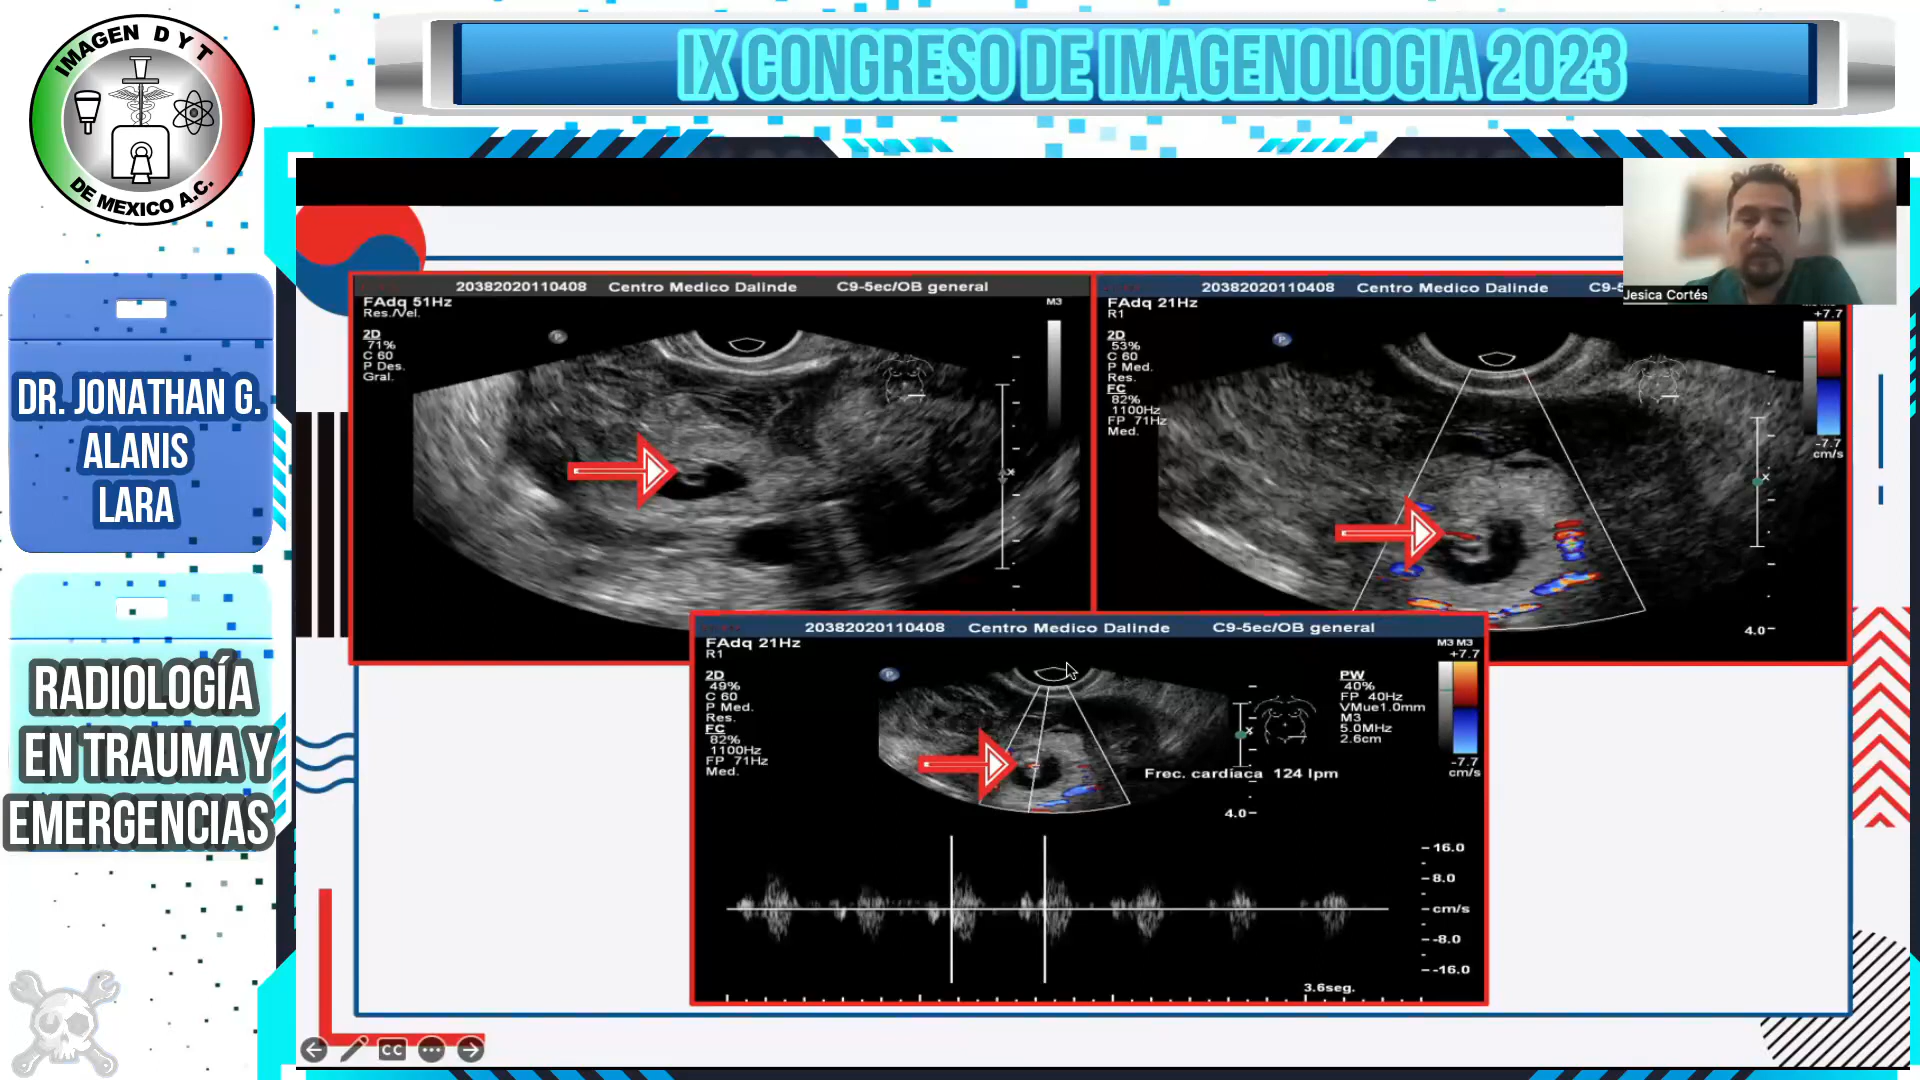 IMAGEN D Y T
DE MEXICO A.C.
IX CONGRESO DE IMAGENOLOGIA 2023
DR. JONATHAN G.
ALANIS
LARA
RADIOLOGÍA
EN TRAUMA Y
EMERGENCIAS
Jesica Cortés
20382020110408 Centro Medico Dalinde C9-5ec/OB general
FAdq 51Hz
Res./Vel.
M3
2D
71%
C 60
P Des.
Gral.
P
x
20382020110408 Centro Medico Dalinde C9-5
FAdq 21Hz
R1
2D
53%
C 60
P Med.
Res.
FC
82%
1100Hz
FP 71Hz
Med.
P
+7.7
-7.7
cm/s
x
4.0
20382020110408 Centro Medico Dalinde C9-5ec/OB general
FAdq 21Hz
R1
M3 M3
+7.7
2D
49%
C 60
P Med.
Res.
FC
82%
1100Hz
FP 71Hz
Med.
P
x
PW
40%
FP 40Hz
VMue1.0mm
M3
5.0MHz
2.6cm
-7.7
cm/s
Frec. cardiaca 124 lpm
4.0
16.0
8.0
cm/s
-8.0
-16.0
3.6seg.
CC